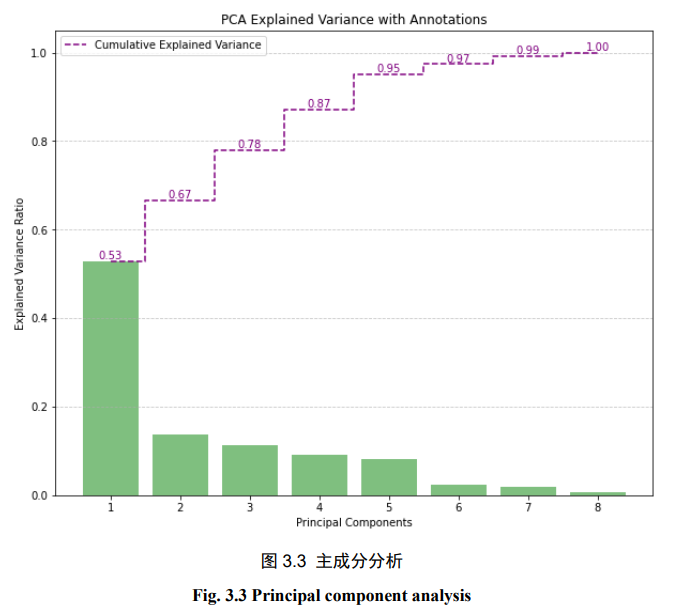 PCA Explained Variance with Annotations
Cumulative Explained Variance
1.00
0.99
0.97
0.95
0.87
0.78
0.67
0.53
Explained Variance Ratio
1.0
0.8
0.6
0.4
0.2
0.0
1 2 3 4 5 6 7 8
Principal Components
图 3.3 主成分分析
Fig. 3.3 Principal component analysis